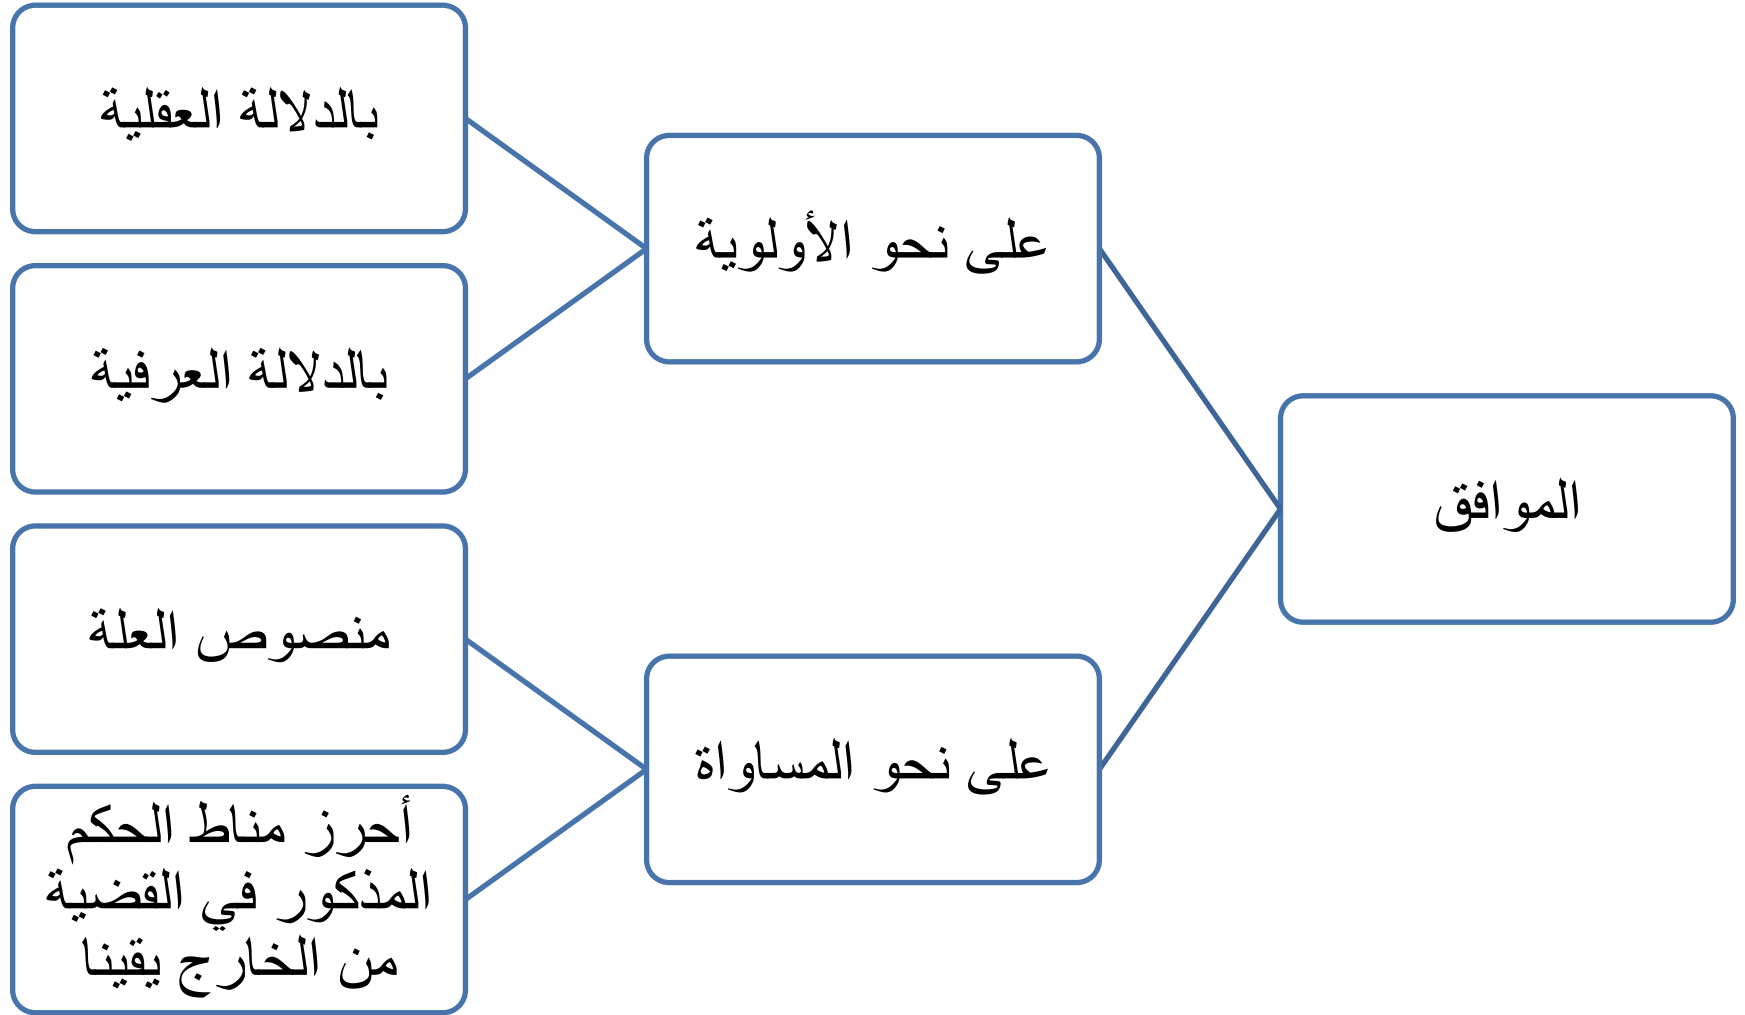 الموافق
على نحو الأولوية
بالدلالة العقلية
بالدلالة العرفية
على نحو المساواة
منصوص العلة
أحرز مناط الحكم
المذكور في القضية
من الخارج يقينا